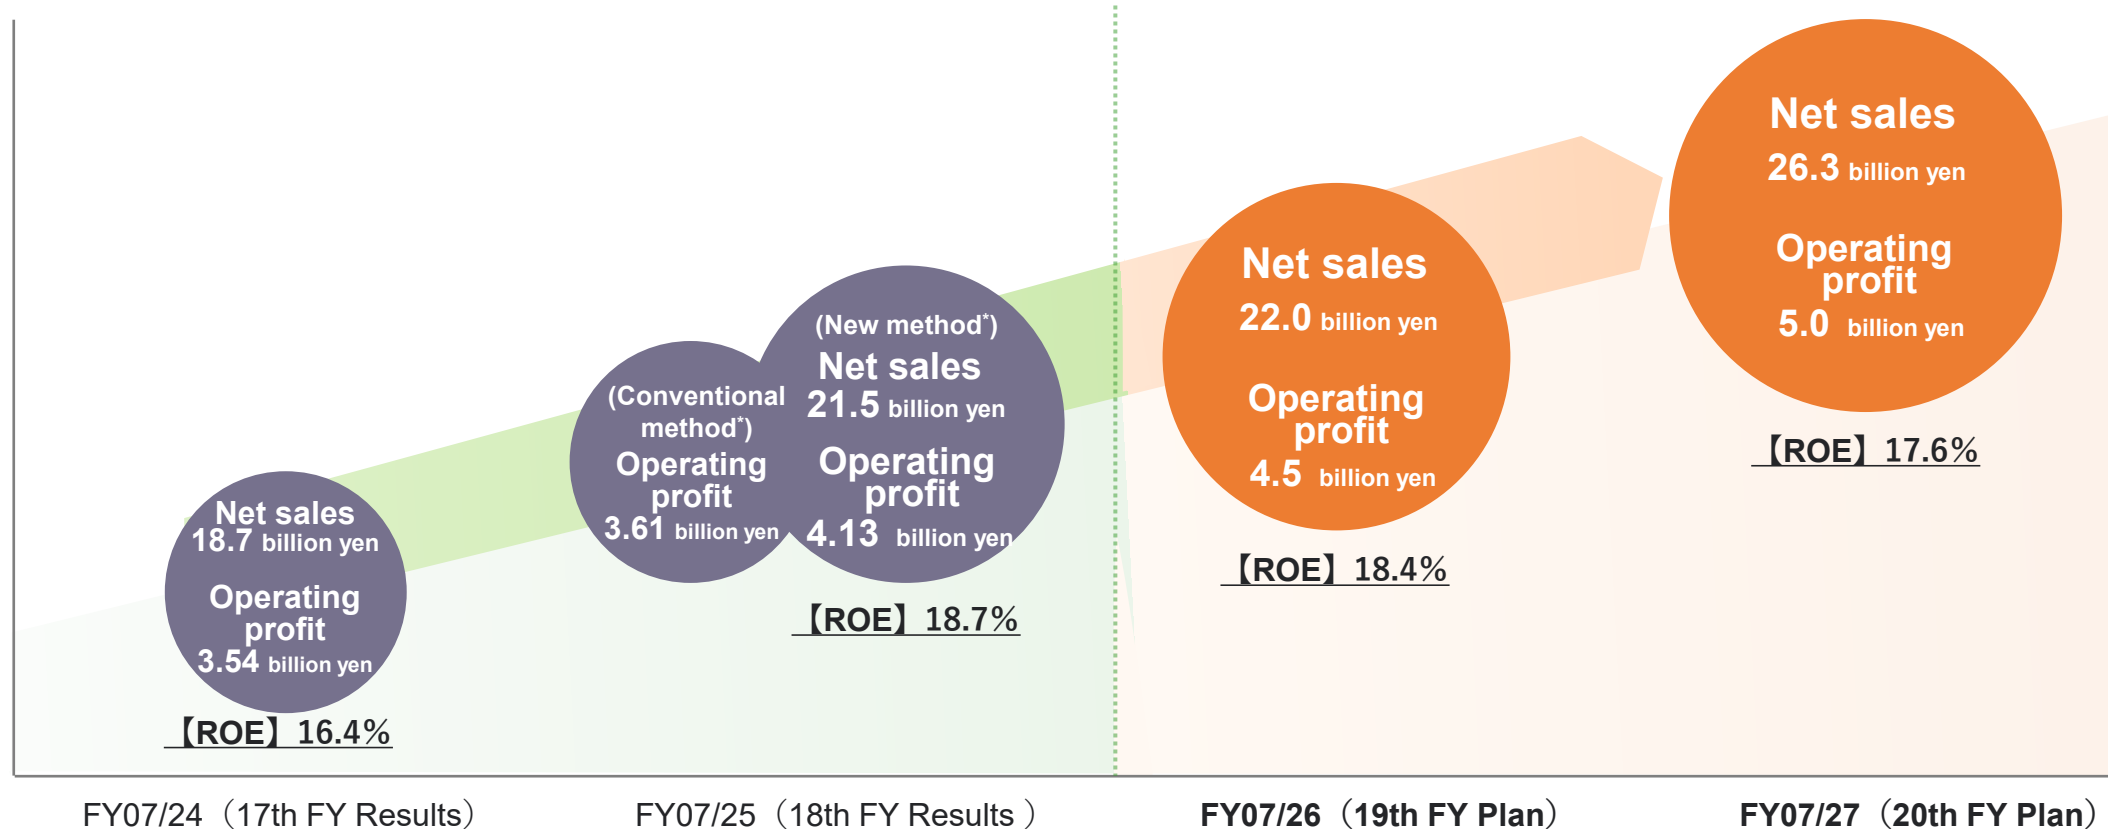 Net sales
18.7 billion yen
Operating
profit
3.54 billion yen
【ROE】16.4%
(Conventional
method*)
Operating
profit
3.61 billion yen
(New method*)
Net sales
21.5 billion yen
Operating
profit
4.13 billion yen
【ROE】18.7%
Net sales
22.0 billion yen
Operating
profit
4.5 billion yen
【ROE】18.4%
Net sales
26.3 billion yen
Operating
profit
5.0 billion yen
【ROE】17.6%
FY07/24（17th FY Results）
FY07/25（18th FY Results ）
FY07/26（19th FY Plan）
FY07/27（20th FY Plan）